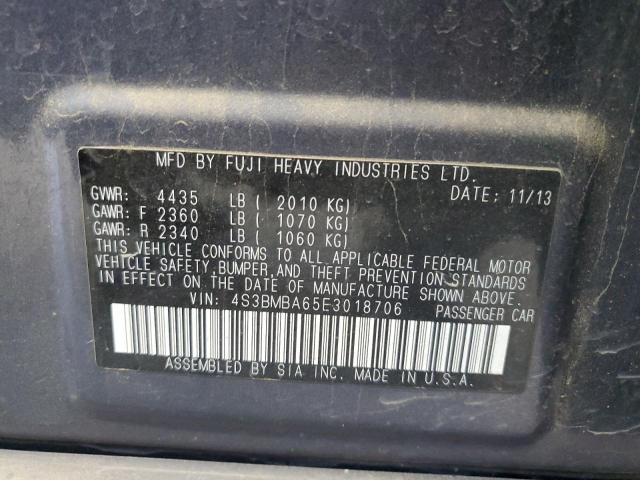 MFD BY FUJI HEAVY INDUSTRIES LTD.
GVWR: 4435 LB ( 2010 KG) DATE: 11/13
GAWR: F 2360 LB ( 1070 KG)
GAWR: R 2340 LB ( 1060 KG)
THIS VEHICLE CONFORMS TO ALL APPLICABLE FEDERAL MOTOR
VEHICLE SAFETY, BUMPER, AND THEFT PREVENTION STANDARDS
IN EFFECT ON THE DATE OF MANUFACTURE SHOWN ABOVE.
VIN: 4S3BMBA65E3018706 PASSENGER CAR
ASSEMBLED BY SIA INC. MADE IN U.S.A.